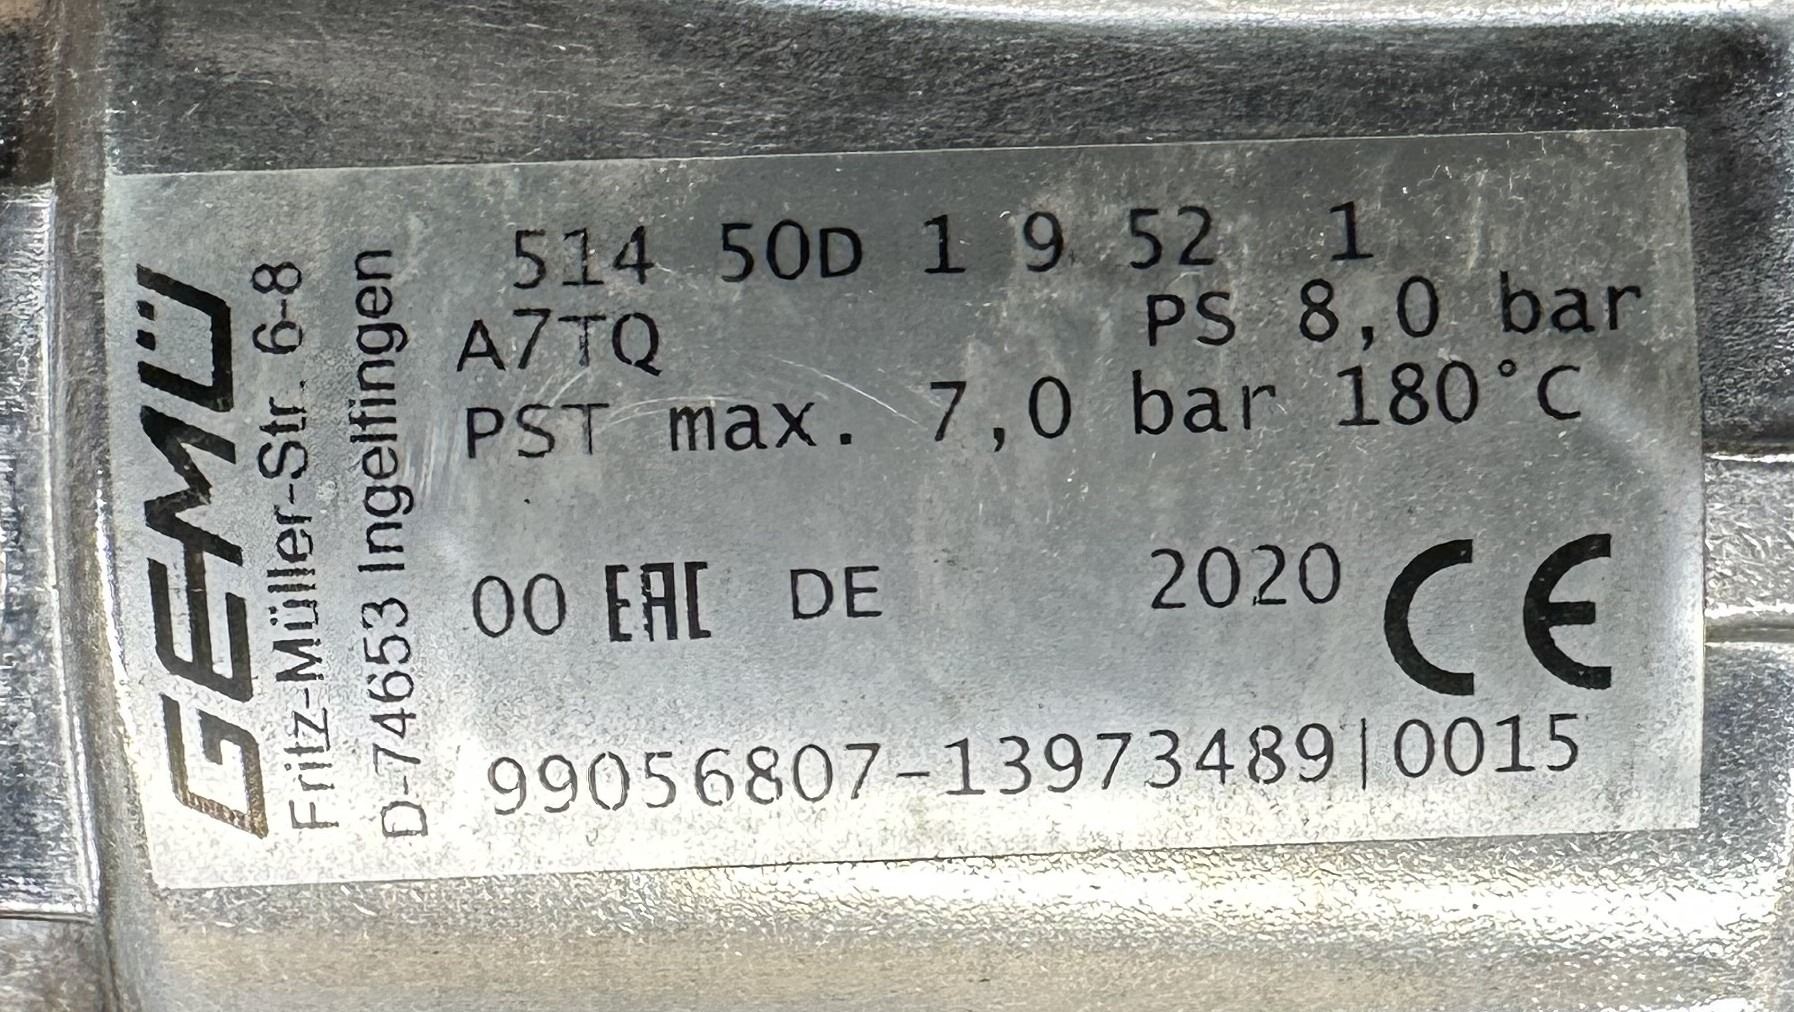 GEMÜ
Fritz-Müller-Str. 6-8
D-74653 Ingelfingen
514 50D 1 9 52 1
A7TQ PS 8,0 bar
PST max. 7,0 bar 180°C
00 EAC DE 2020 CE
99056807-13973489|0015